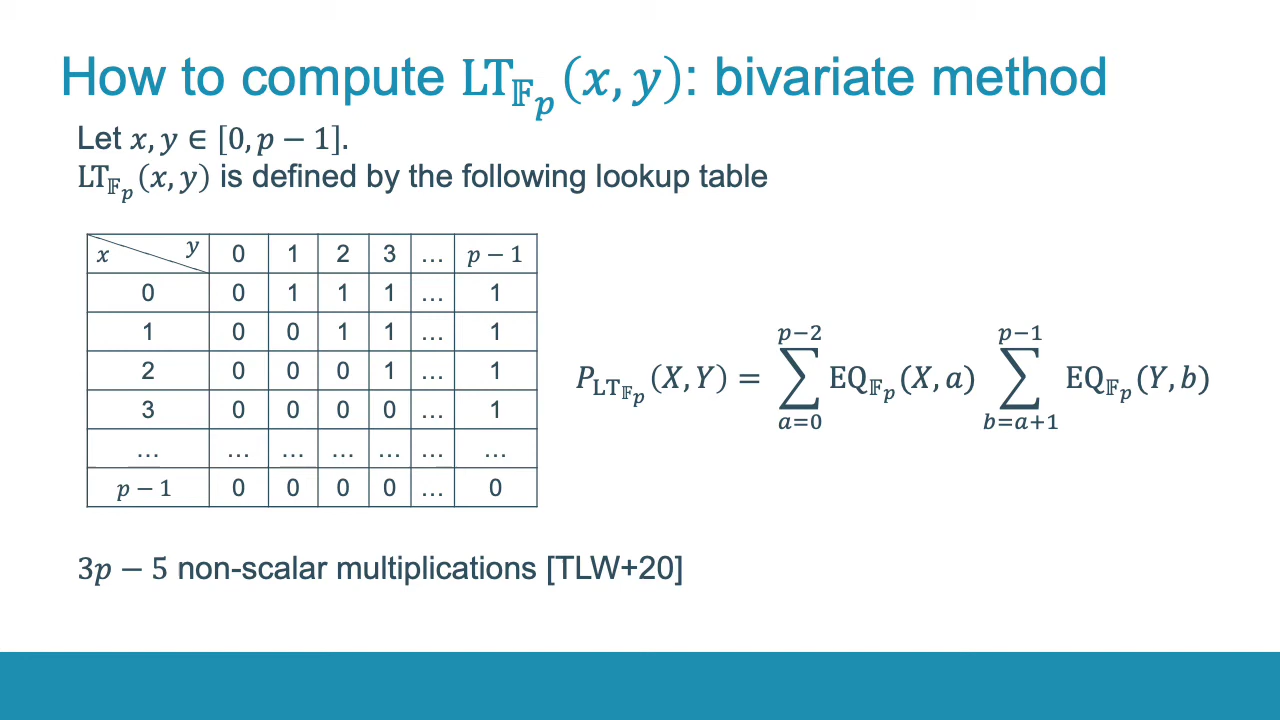 How to compute LT_{𝔽_p}(x, y): bivariate method
Let x, y ∈ [0, p − 1].
LT_{𝔽_p}(x, y) is defined by the following lookup table
x y 0 1 2 3 … p − 1
0 0 1 1 1 … 1
1 0 0 1 1 … 1
2 0 0 0 1 … 1
3 0 0 0 0 … 1
… … … … … … …
p − 1 0 0 0 0 … 0
P_{LT_{𝔽_p}}(X, Y) = ∑_{a=0}^{p−2} EQ_{𝔽_p}(X, a) ∑_{b=a+1}^{p−1} EQ_{𝔽_p}(Y, b)
3p − 5 non-scalar multiplications [TLW+20]